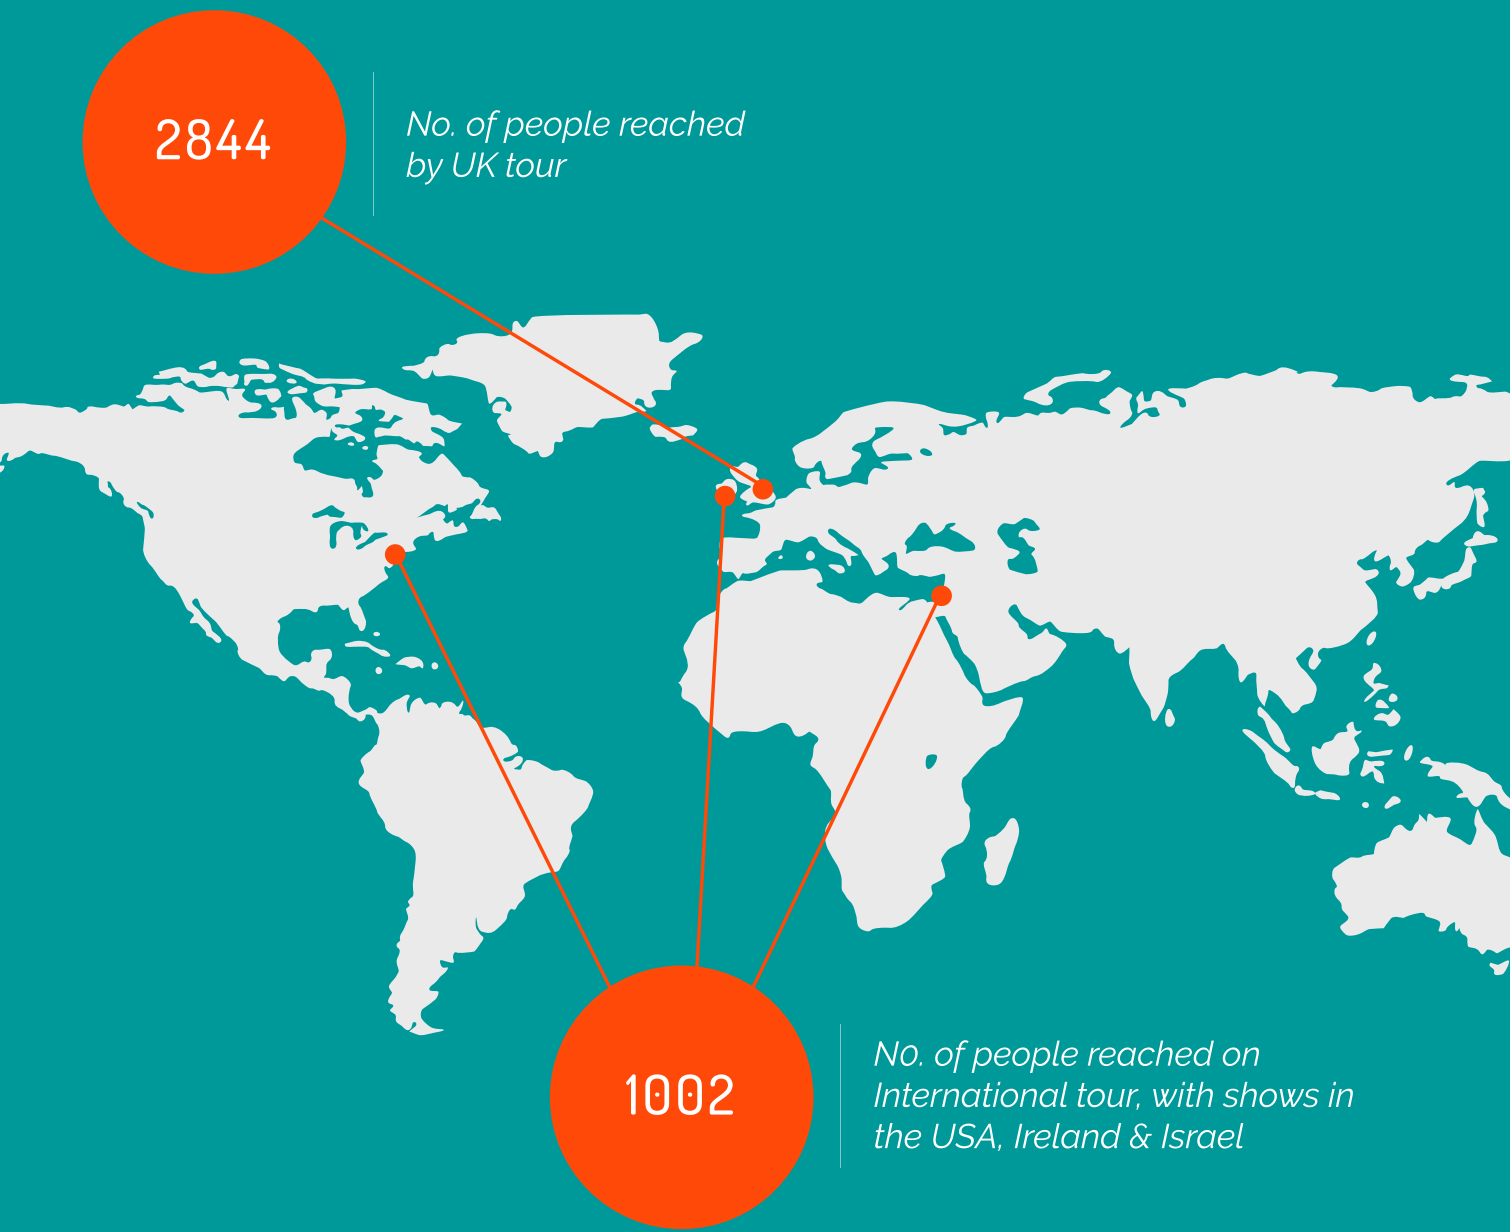 2844
No. of people reached
by UK tour
1002
N0. of people reached on
International tour, with shows in
the USA, Ireland & Israel